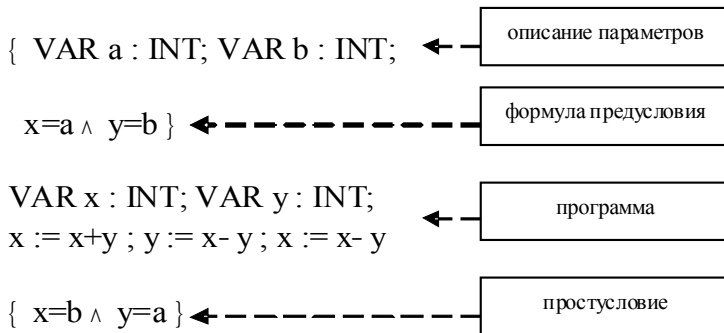 { VAR a : INT; VAR b : INT;
описание параметров
x=a ∧ y=b }
формула предусловия
VAR x : INT; VAR y : INT;
x := x+y ; y := x- y ; x := x- y
программа
{ x=b ∧ y=a }
простусловие